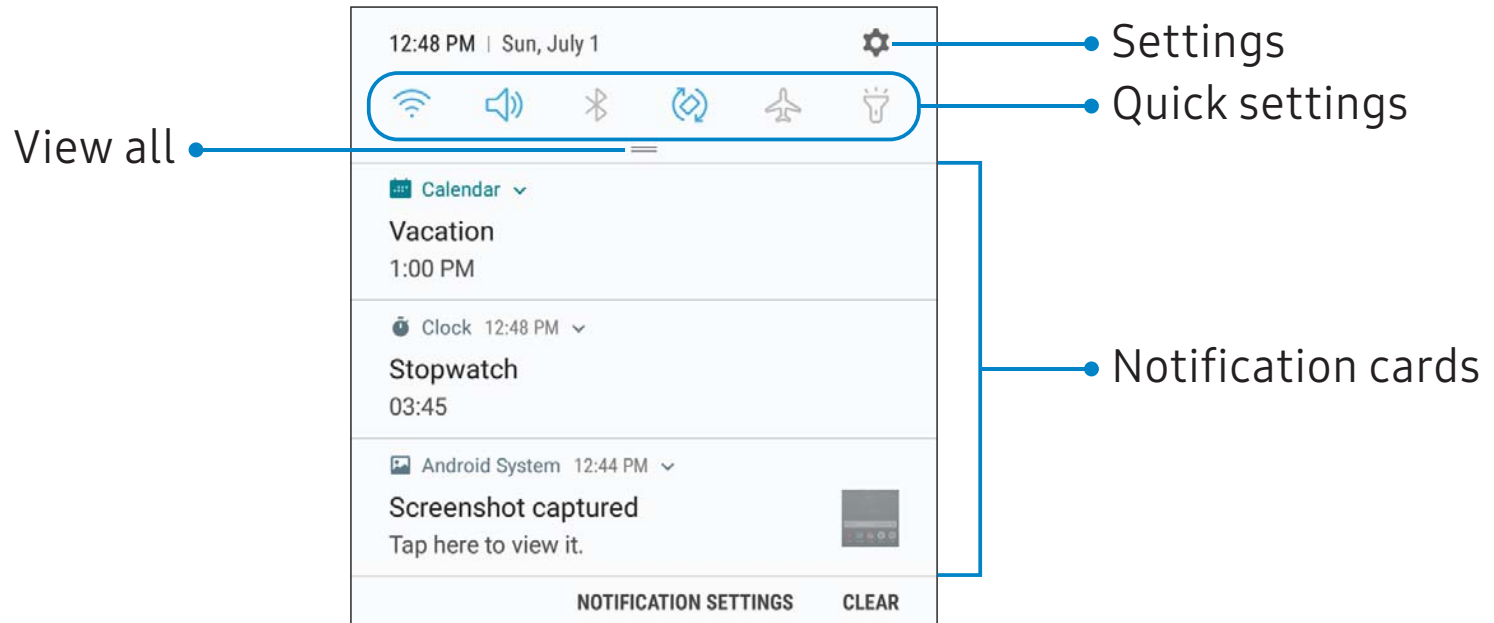 12:48 PM | Sun, July 1
Settings
Quick settings
View all
Calendar
Vacation
1:00 PM
Clock 12:48 PM
Stopwatch
03:45
Notification cards
Android System 12:44 PM
Screenshot captured
Tap here to view it.
NOTIFICATION SETTINGS CLEAR